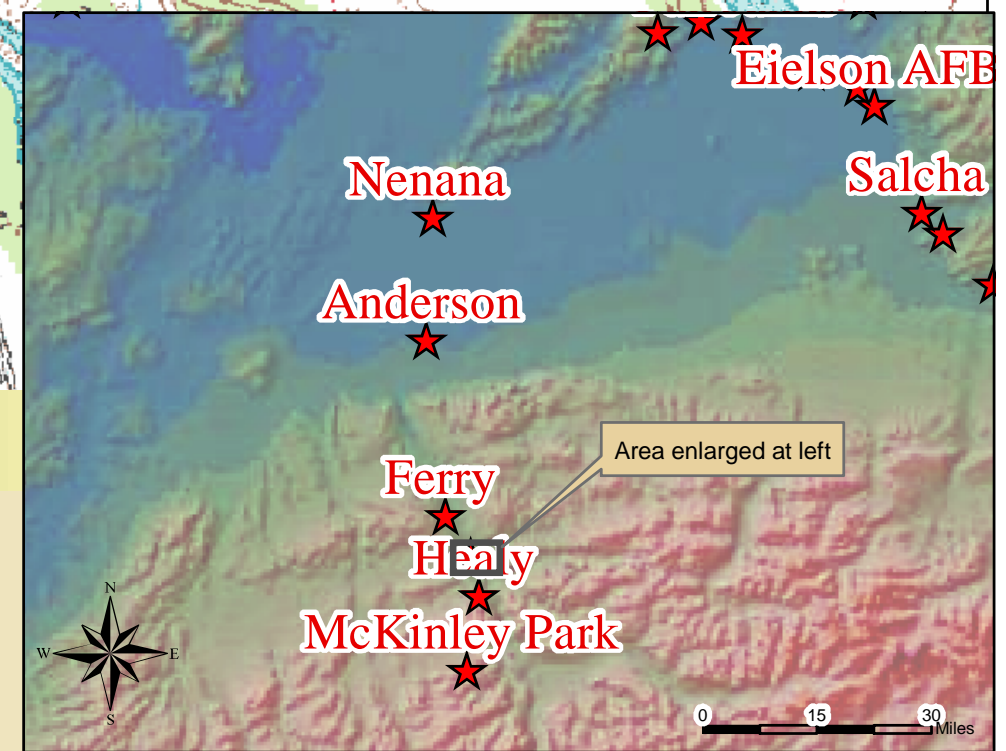 Eielson AFB
Nenana
Salcha
Anderson
Area enlarged at left
Ferry
Healy
McKinley Park
N
W E
S
0 15 30
Miles